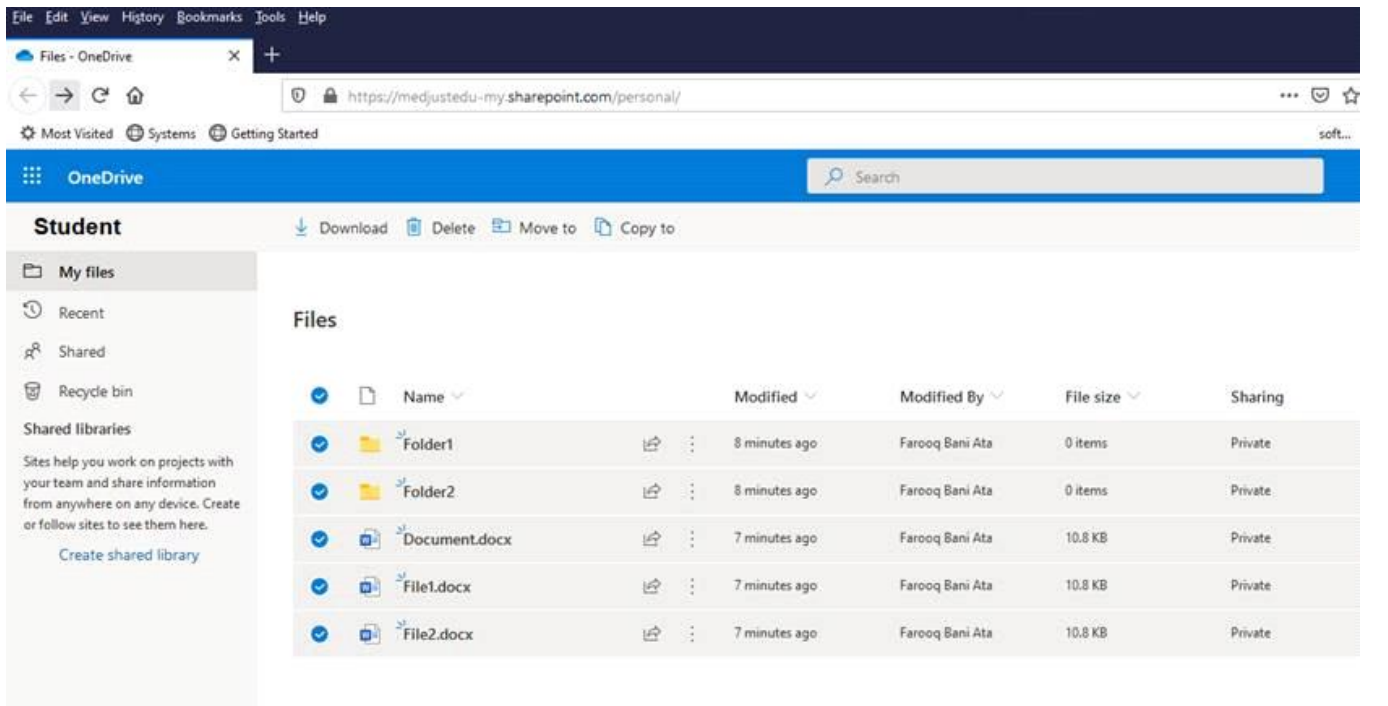 File Edit View History Bookmarks Tools Help
Files - OneDrive
https://medjustedu-my.sharepoint.com/personal/
Most Visited Systems Getting Started soft...
OneDrive Search
Student Download Delete Move to Copy to
My files
Recent
Shared
Recycle bin
Shared libraries
Sites help you work on projects with
your team and share information
from anywhere on any device. Create
or follow sites to see them here.
Create shared library
Files
Name Modified Modified By File size Sharing
Folder1 8 minutes ago Farooq Bani Ata 0 items Private
Folder2 8 minutes ago Farooq Bani Ata 0 items Private
Document.docx 7 minutes ago Farooq Bani Ata 10.8 KB Private
File1.docx 7 minutes ago Farooq Bani Ata 10.8 KB Private
File2.docx 7 minutes ago Farooq Bani Ata 10.8 KB Private